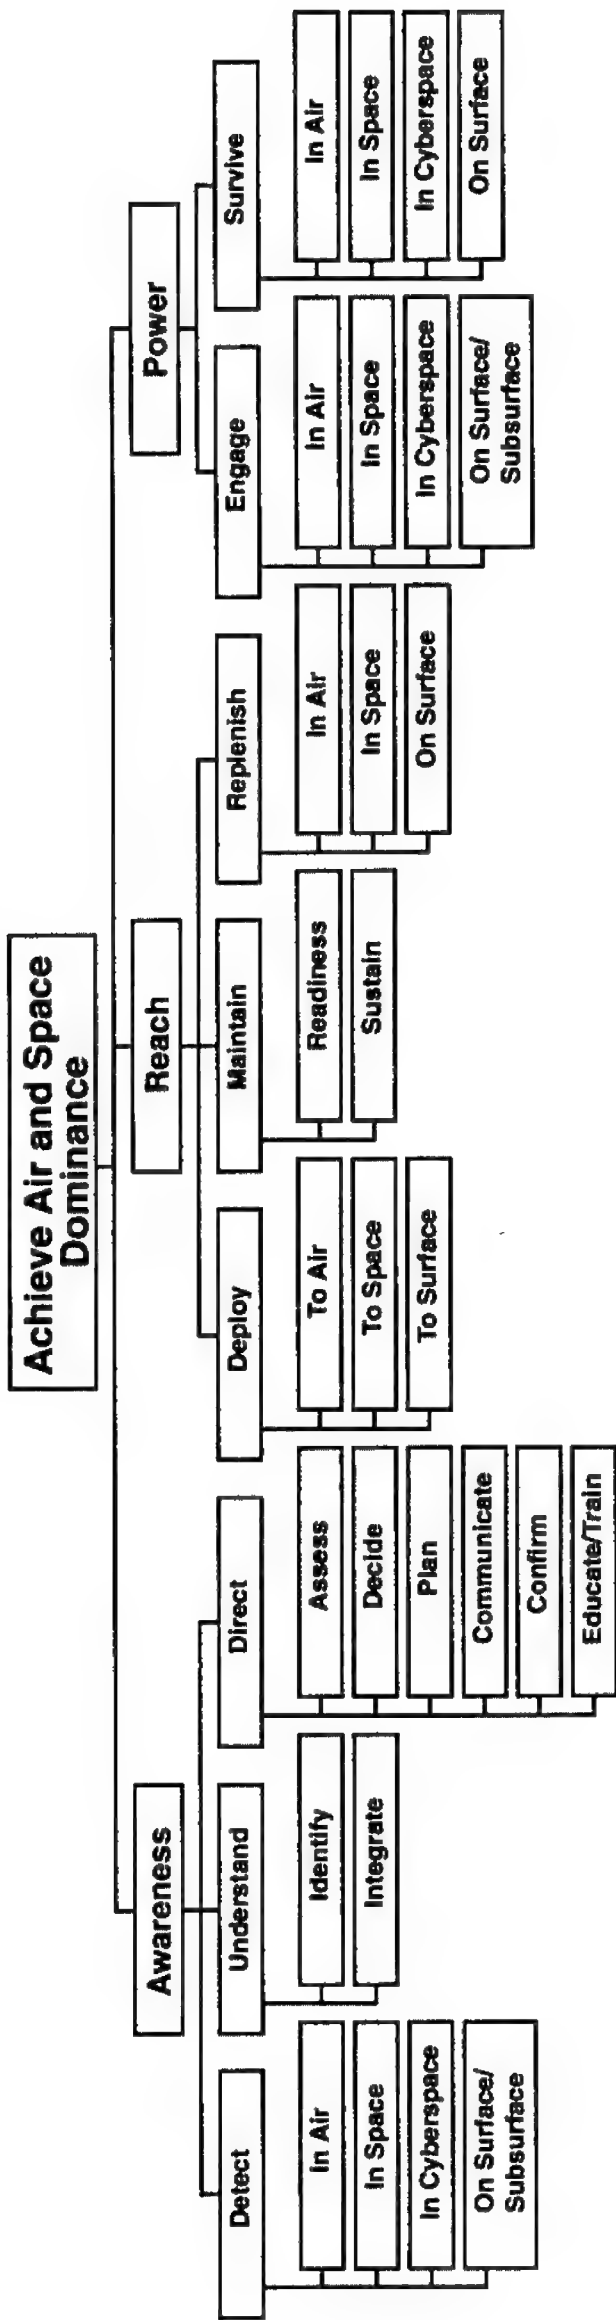 Achieve Air and Space
Dominance
Awareness
Reach
Power
Detect
Understand
Direct
Deploy
Maintain
Replenish
Engage
Survive
In Air
In Space
In Cyberspace
On Surface/
Subsurface
Identify
Integrate
Assess
Decide
Plan
Communicate
Confirm
Educate/Train
To Air
To Space
To Surface
Readiness
Sustain
In Air
In Space
On Surface
In Air
In Space
In Cyberspace
On Surface/
Subsurface
In Air
In Space
In Cyberspace
On Surface